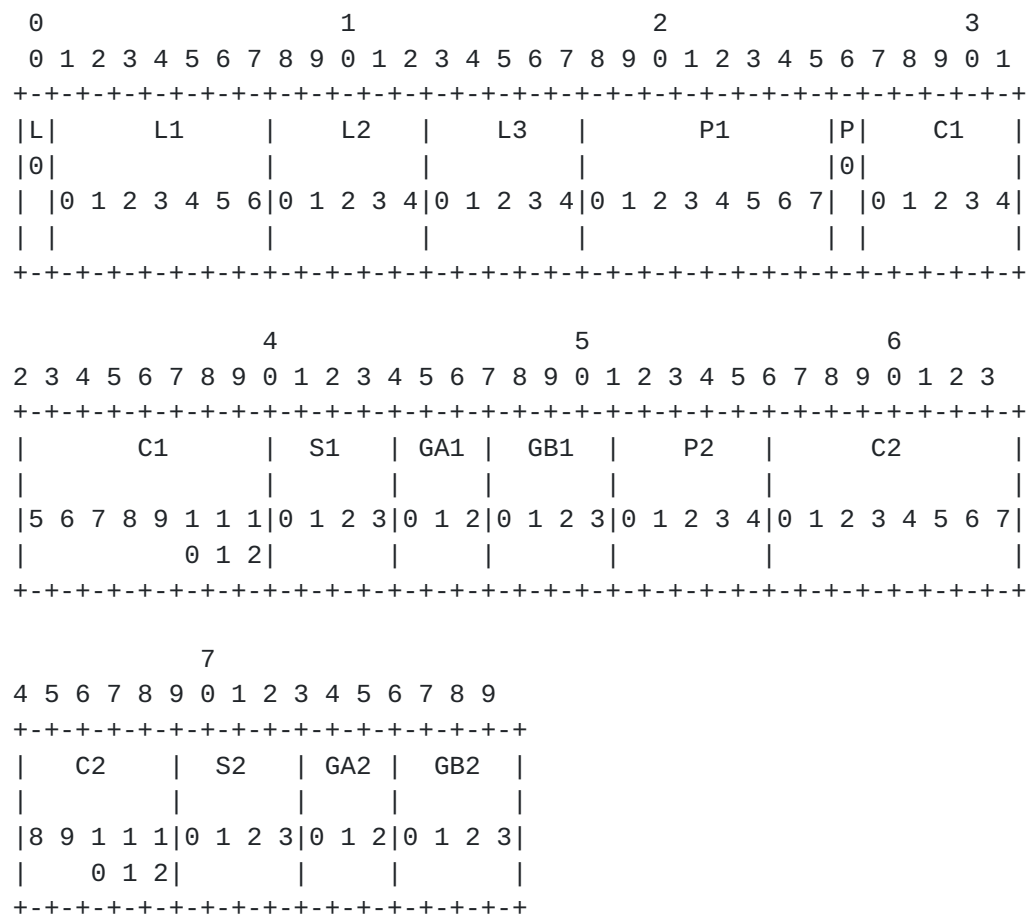 0                   1                   2                   3
 0 1 2 3 4 5 6 7 8 9 0 1 2 3 4 5 6 7 8 9 0 1 2 3 4 5 6 7 8 9 0 1
+-+-+-+-+-+-+-+-+-+-+-+-+-+-+-+-+-+-+-+-+-+-+-+-+-+-+-+-+-+-+-+-+
|L|      L1     |    L2   |    L3   |       P1      |P|    C1   |
|0|             |         |         |               |0|         |
| |0 1 2 3 4 5 6|0 1 2 3 4|0 1 2 3 4|0 1 2 3 4 5 6 7| |0 1 2 3 4|
| |             |         |         |               | |         |
+-+-+-+-+-+-+-+-+-+-+-+-+-+-+-+-+-+-+-+-+-+-+-+-+-+-+-+-+-+-+-+-+

                4                   5                   6
2 3 4 5 6 7 8 9 0 1 2 3 4 5 6 7 8 9 0 1 2 3 4 5 6 7 8 9 0 1 2 3
+-+-+-+-+-+-+-+-+-+-+-+-+-+-+-+-+-+-+-+-+-+-+-+-+-+-+-+-+-+-+-+-+
|       C1      |  S1   | GA1 |  GB1  |    P2   |      C2       |
|               |       |     |       |         |               |
|5 6 7 8 9 1 1 1|0 1 2 3|0 1 2|0 1 2 3|0 1 2 3 4|0 1 2 3 4 5 6 7|
|          0 1 2|       |     |       |         |               |
+-+-+-+-+-+-+-+-+-+-+-+-+-+-+-+-+-+-+-+-+-+-+-+-+-+-+-+-+-+-+-+-+

            7
4 5 6 7 8 9 0 1 2 3 4 5 6 7 8 9
+-+-+-+-+-+-+-+-+-+-+-+-+-+-+-+-+
|   C2    |  S2   | GA2 |  GB2  |
|         |       |     |       |
|8 9 1 1 1|0 1 2 3|0 1 2|0 1 2 3|
|    0 1 2|       |     |       |
+-+-+-+-+-+-+-+-+-+-+-+-+-+-+-+-+